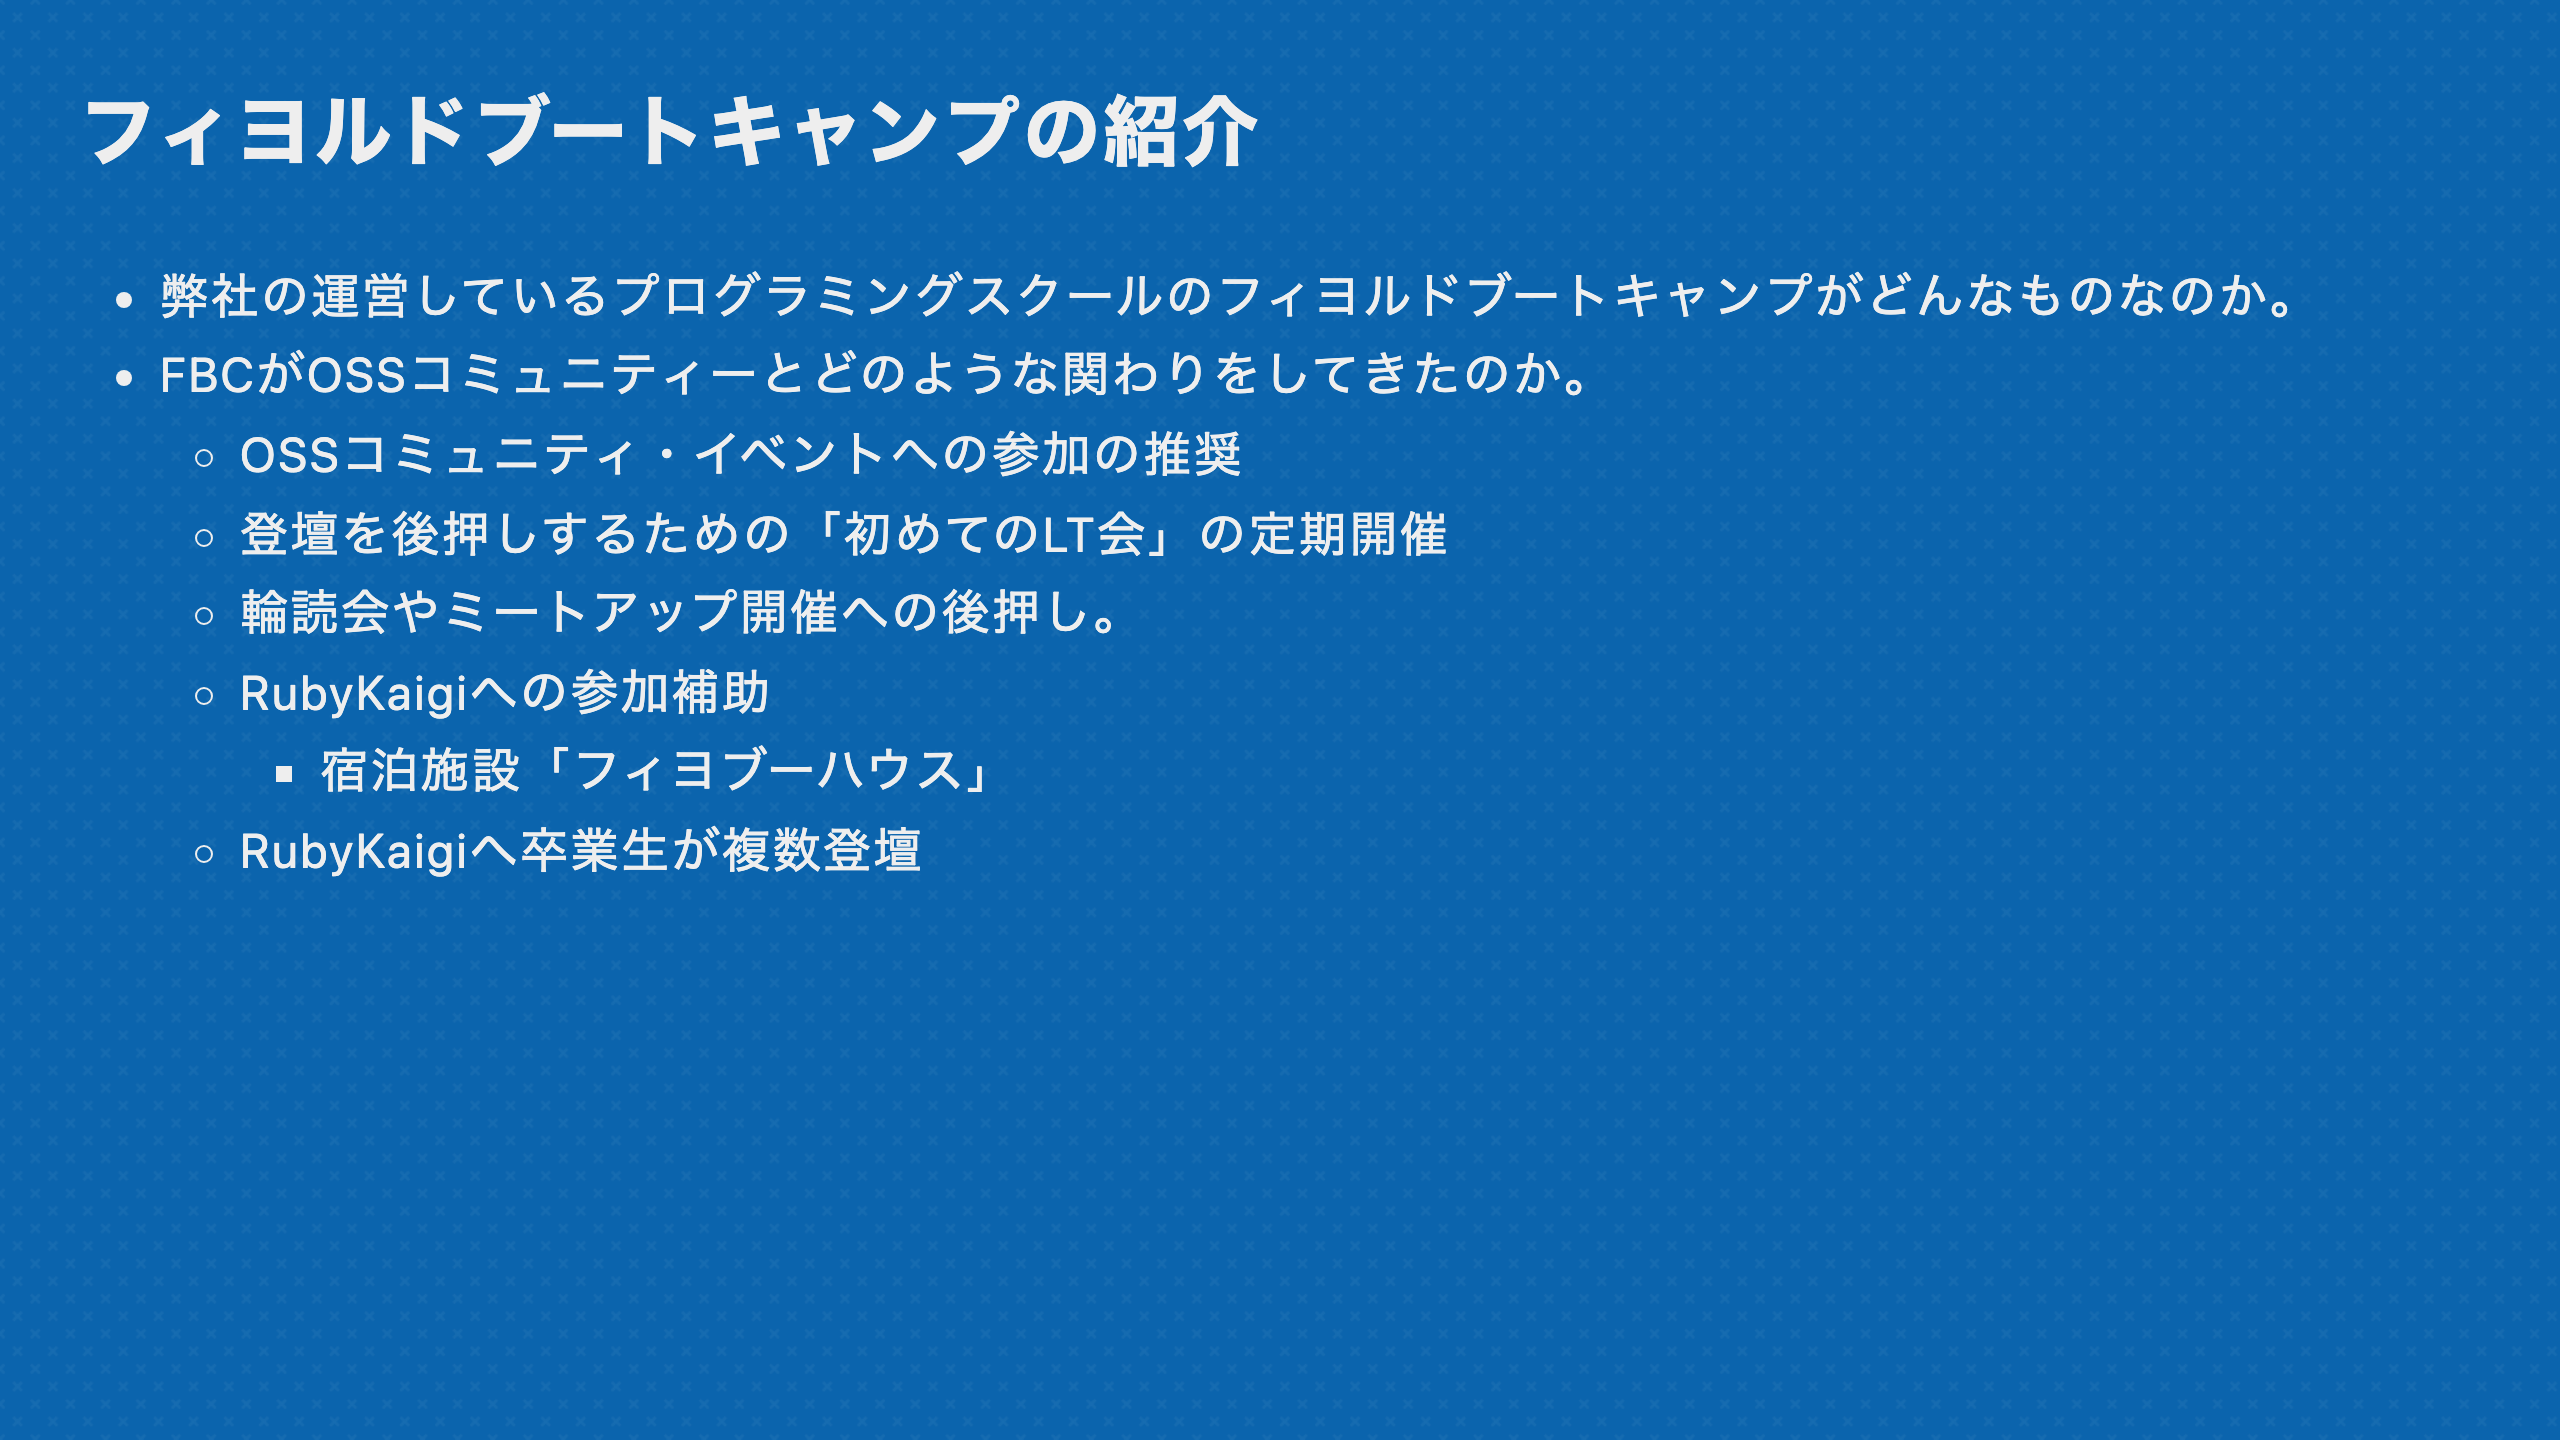 フィヨルドブートキャンプの紹介
弊社の運営しているプログラミングスクールのフィヨルドブートキャンプがどんなものなのか。
FBCがOSSコミュニティーとどのような関わりをしてきたのか。
OSSコミュニティ・イベントへの参加の推奨
登壇を後押しするための「初めてのLT会」の定期開催
輪読会やミートアップ開催への後押し。
RubyKaigiへの参加補助
宿泊施設「フィヨブーハウス」
RubyKaigiへ卒業生が複数登壇